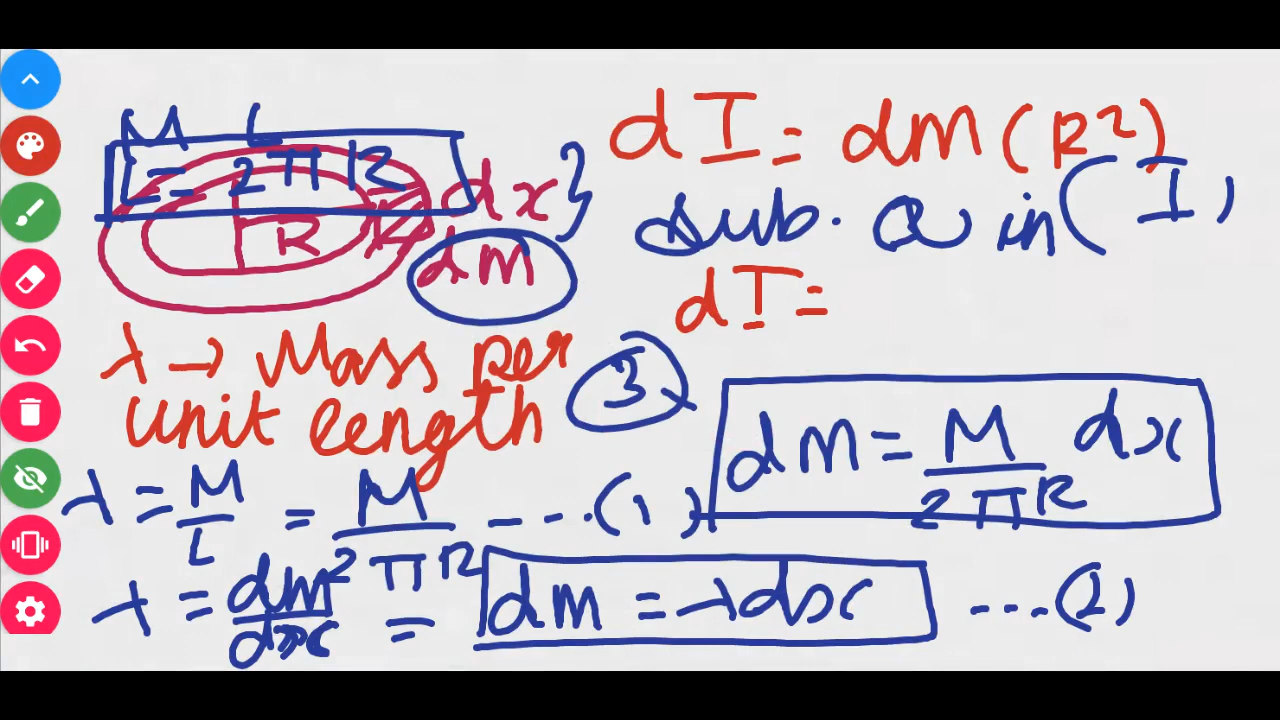 M L
L = 2πR
R
dx }
dm
λ → Mass per
unit length
λ = M/L = M/2πR ----(1)
λ = dm/dx =
dm = λdx ---(2)
dI = dm(R²)
sub. in (I)
dI =
3
dm = M/2πR dx